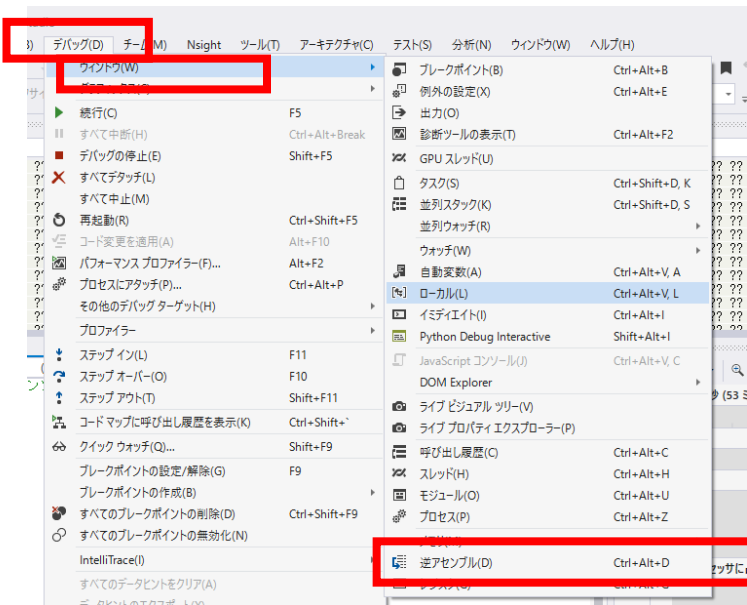 デバッグ(D) チーム(M) Nsight ツール(T) アーキテクチャ(C) テスト(S) 分析(N) ウィンドウ(W) ヘルプ(H)
ウィンドウ(W)
続行(C) F5
すべて中断(H) Ctrl+Alt+Break
デバッグの停止(E) Shift+F5
すべてデタッチ(L)
すべて中止(M)
再起動(R) Ctrl+Shift+F5
コード変更を適用(A) Alt+F10
パフォーマンス プロファイラー(F)... Alt+F2
プロセスにアタッチ(P)... Ctrl+Alt+P
その他のデバッグ ターゲット(H)
プロファイラー
ステップ イン(L) F11
ステップ オーバー(O) F10
ステップ アウト(T) Shift+F11
コード マップに呼び出し履歴を表示(K) Ctrl+Shift+`
クイック ウォッチ(Q)... Shift+F9
ブレークポイントの設定/解除(G) F9
ブレークポイントの作成(B)
すべてのブレークポイントの削除(D) Ctrl+Shift+F9
すべてのブレークポイントの無効化(N)
IntelliTrace(I)
すべてのデータヒントをクリア(A)
ブレークポイント(B) Ctrl+Alt+B
例外の設定(X) Ctrl+Alt+E
出力(O)
診断ツールの表示(T) Ctrl+Alt+F2
GPU スレッド(U)
タスク(S) Ctrl+Shift+D, K
並列スタック(K) Ctrl+Shift+D, S
並列ウォッチ(R)
ウォッチ(W)
自動変数(A) Ctrl+Alt+V, A
ローカル(L) Ctrl+Alt+V, L
イミディエイト(I) Ctrl+Alt+I
Python Debug Interactive Shift+Alt+I
JavaScript コンソール(J) Ctrl+Alt+V, C
DOM Explorer
ライブ ビジュアル ツリー(V)
ライブ プロパティ エクスプローラー(P)
呼び出し履歴(C) Ctrl+Alt+C
スレッド(H) Ctrl+Alt+H
モジュール(O) Ctrl+Alt+U
プロセス(P) Ctrl+Alt+Z
逆アセンブル(D) Ctrl+Alt+D